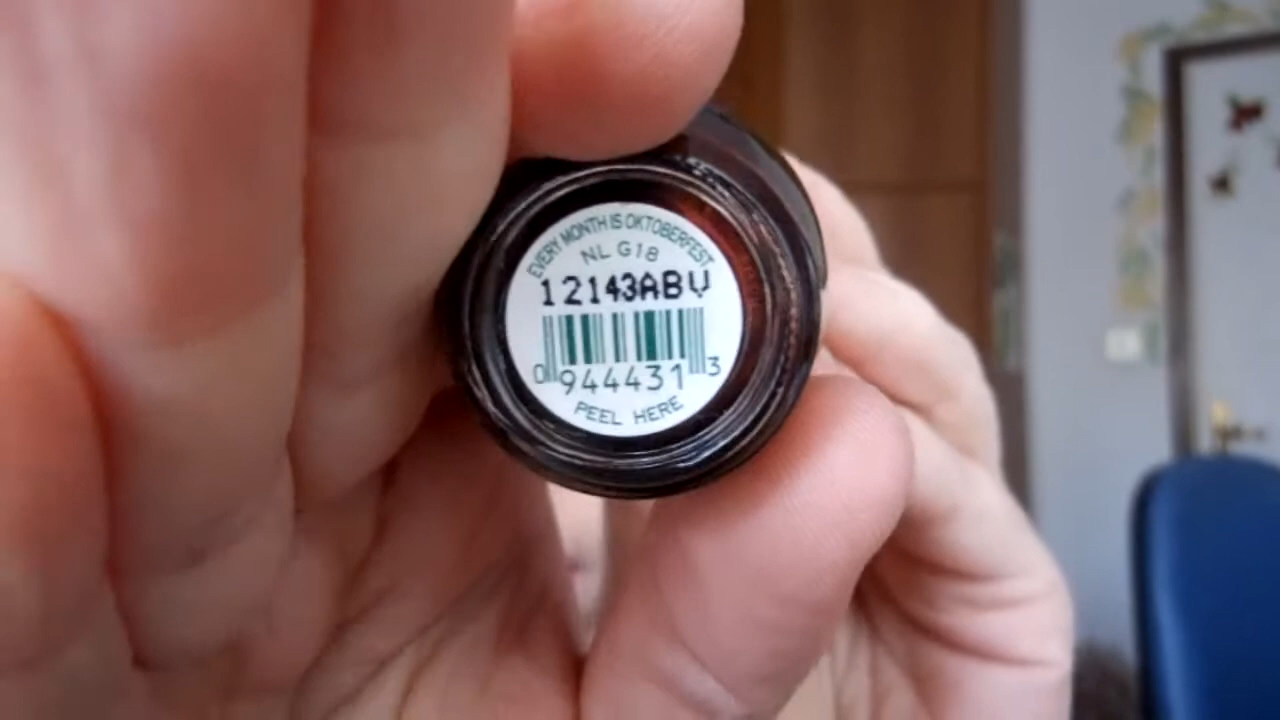 EVERY MONTH IS OKTOBERFEST
NL G18
12143ABV
0 944431 3
PEEL HERE